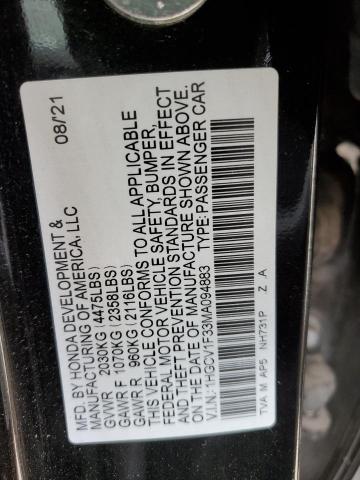 MFD. BY HONDA DEVELOPMENT & 08/21
MANUFACTURING OF AMERICA, LLC
GVWR 2030KG (4475LBS)
GAWR F 1070KG (2358LBS)
GAWR R 960KG (2116LBS)
THIS VEHICLE CONFORMS TO ALL APPLICABLE
FEDERAL MOTOR VEHICLE SAFETY, BUMPER,
AND THEFT PREVENTION STANDARDS IN EFFECT
ON THE DATE OF MANUFACTURE SHOWN ABOVE.
V.I.N.: 1HGCV1F33MA094883 PASSENGER CAR
TVA M AP5 NH731P Z A